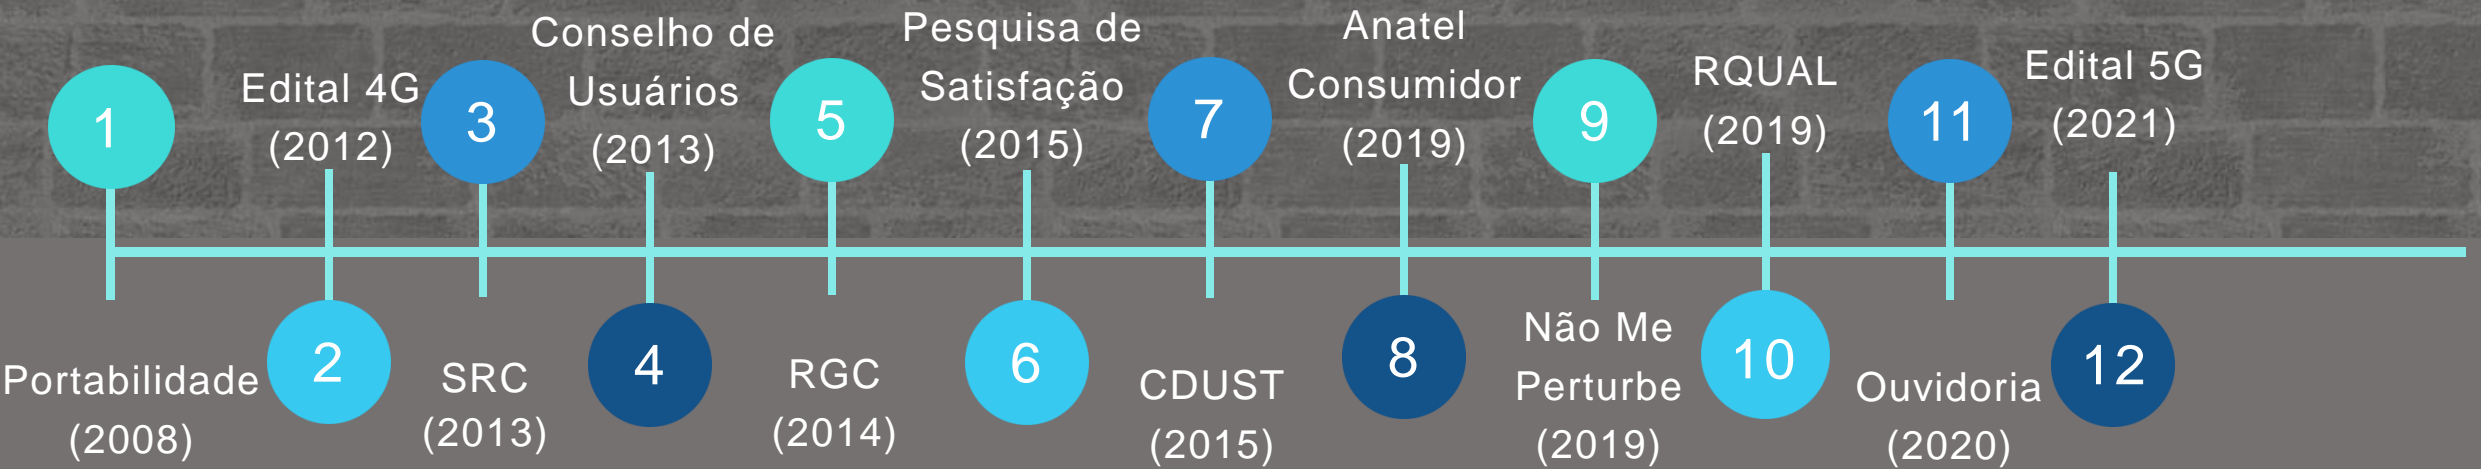 1
Portabilidade
(2008)
Edital 4G
(2012)
2
3
SRC
(2013)
Conselho de
Usuários
(2013)
4
5
RGC
(2014)
Pesquisa de
Satisfação
(2015)
6
7
CDUST
(2015)
Anatel
Consumidor
(2019)
8
9
Não Me
Perturbe
(2019)
RQUAL
(2019)
10
11
Ouvidoria
(2020)
Edital 5G
(2021)
12